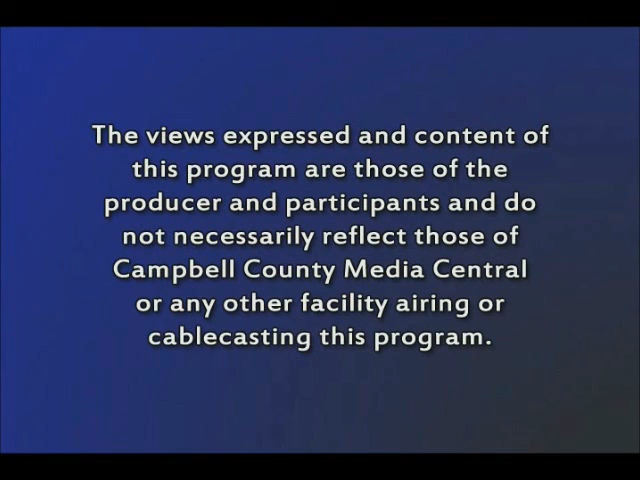 The views expressed and content of
this program are those of the
producer and participants and do
not necessarily reflect those of
Campbell County Media Central
or any other facility airing or
cablecasting this program.